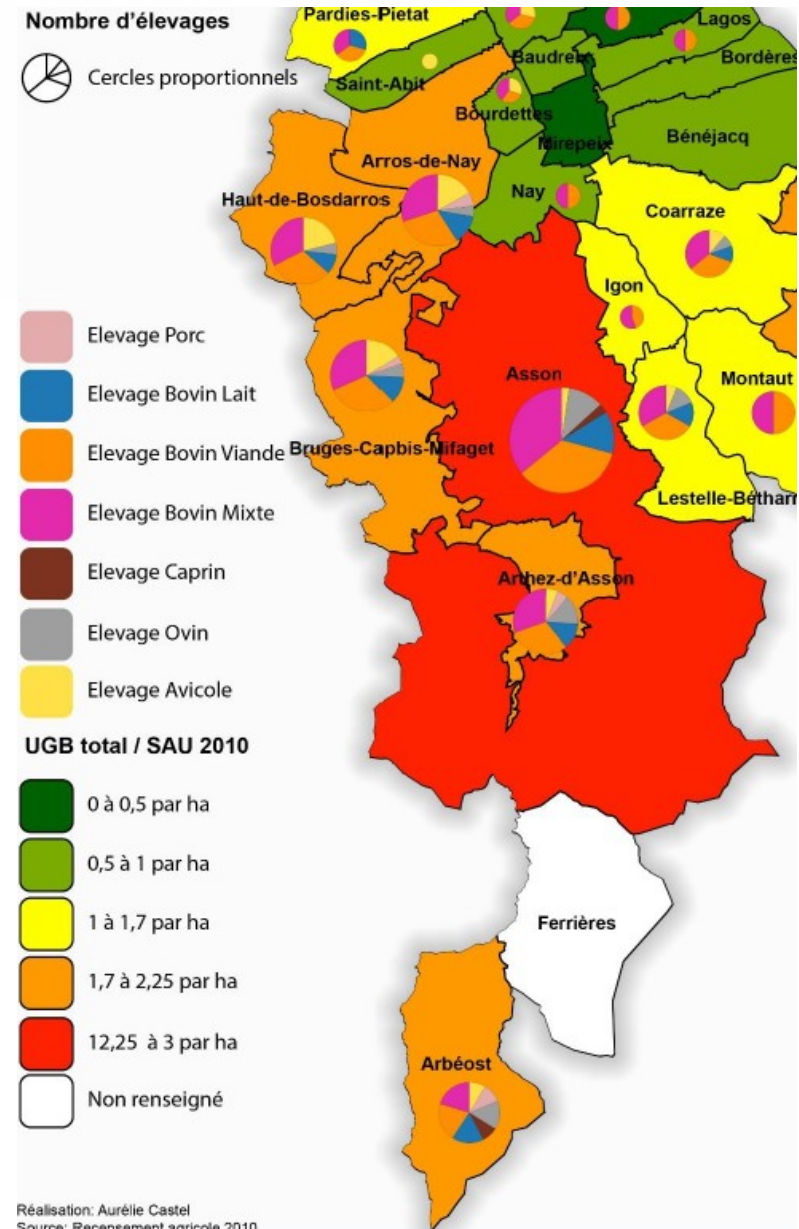 Nombre d'élevages
Cercles proportionnels
Pardies-Pietat
Lagos
Baudreix
Bordères
Saint-Abit
Bourdettes
Mirepeix
Bénéjacq
Arros-de-Nay
Haut-de-Bosdarros
Nay
Coarraze
Igon
Asson
Montaut
Bruges-Capbis-Mifaget
Lestelle-Bétharr
Arthez-d'Asson
Ferrières
Arbéost
Elevage Porc
Elevage Bovin Lait
Elevage Bovin Viande
Elevage Bovin Mixte
Elevage Caprin
Elevage Ovin
Elevage Avicole
UGB total / SAU 2010
0 à 0,5 par ha
0,5 à 1 par ha
1 à 1,7 par ha
1,7 à 2,25 par ha
12,25 à 3 par ha
Non renseigné
Réalisation: Aurélie Castel
Source: Recensement agricole 2010